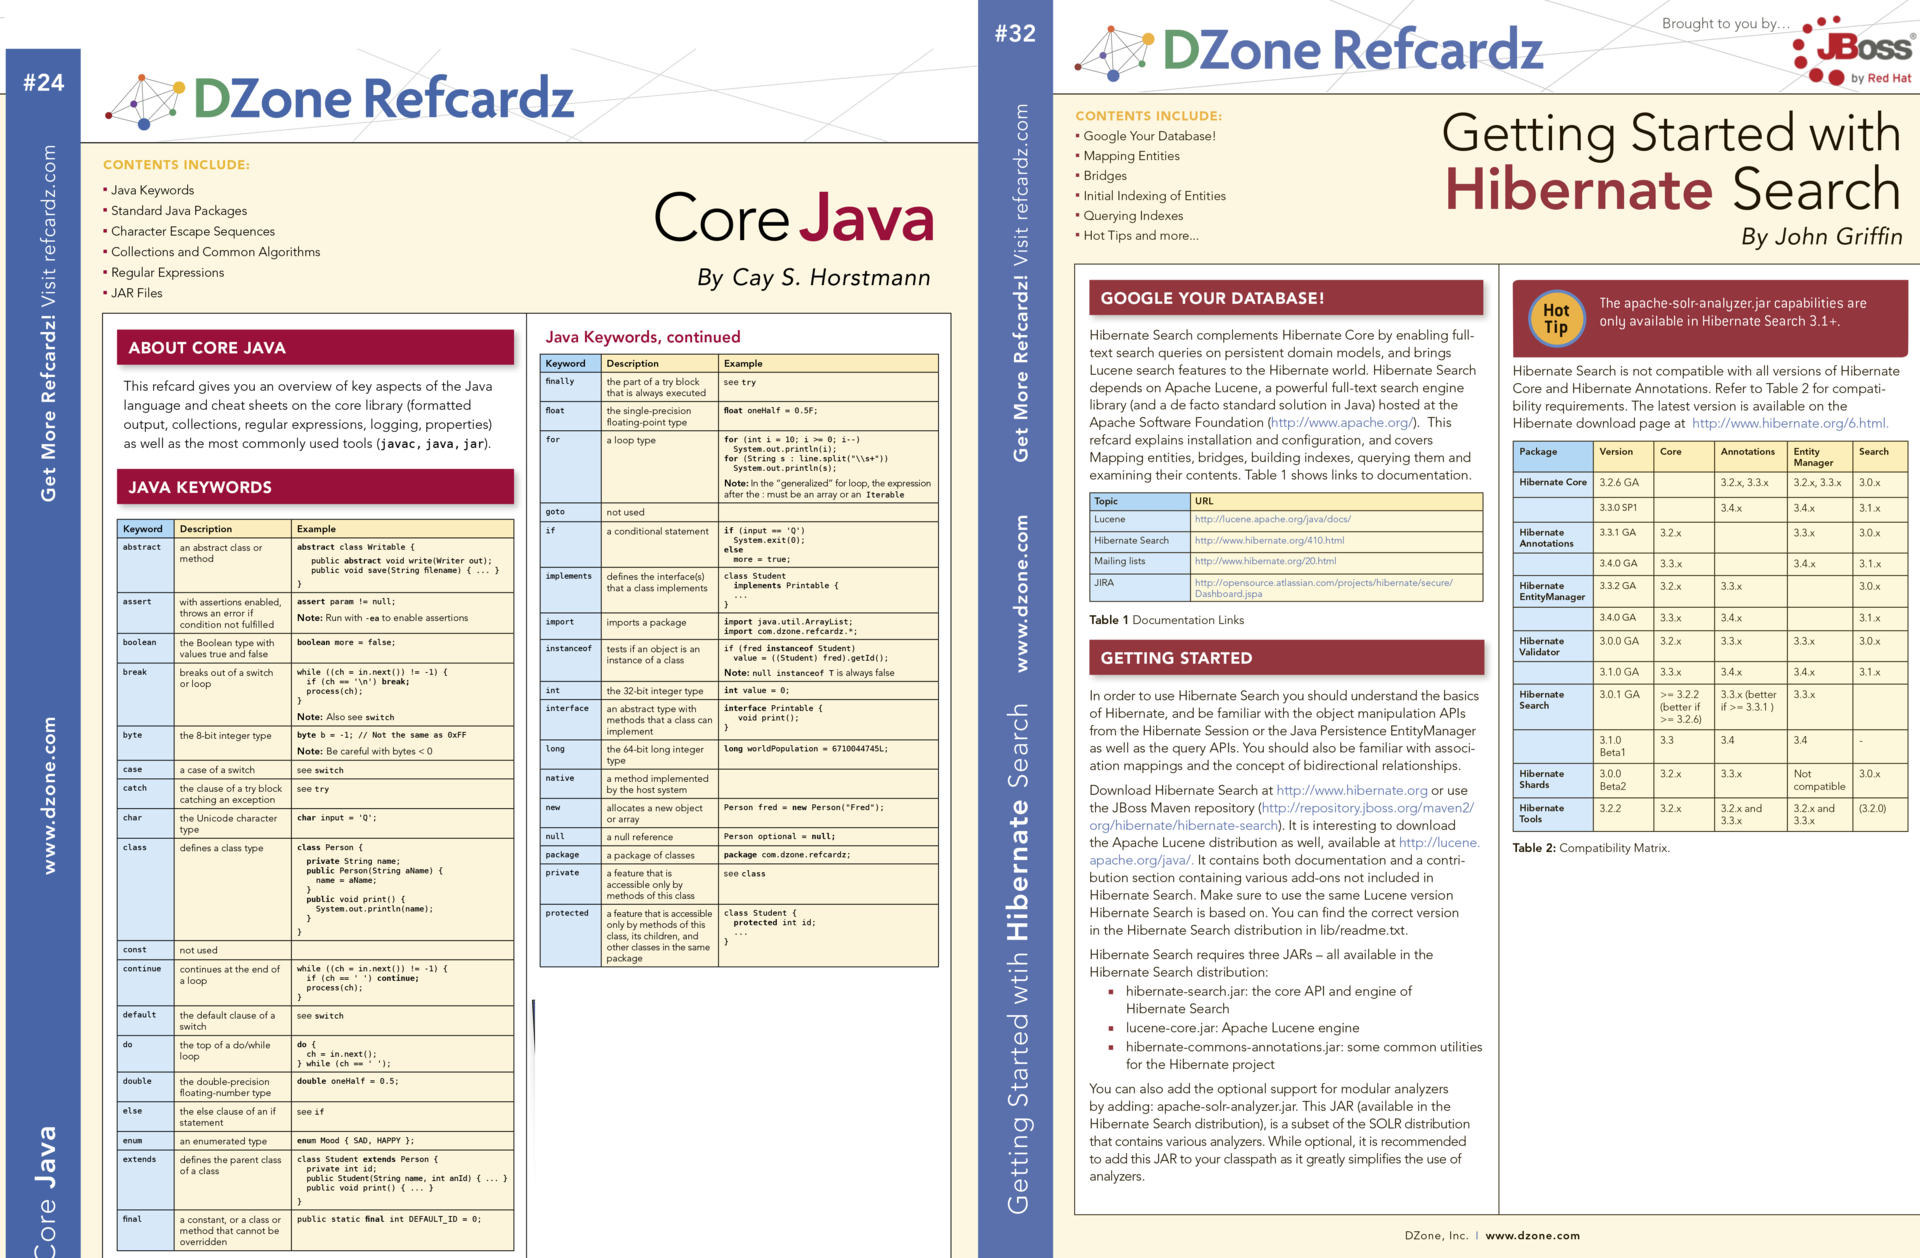 #24
Get More Refcardz! Visit refcardz.com
www.dzone.com
Core Java
DZone Refcardz
CONTENTS INCLUDE:
▪ Java Keywords
▪ Standard Java Packages
▪ Character Escape Sequences
▪ Collections and Common Algorithms
▪ Regular Expressions
▪ JAR Files
Core Java
By Cay S. Horstmann
ABOUT CORE JAVA
This refcard gives you an overview of key aspects of the Java
language and cheat sheets on the core library (formatted
output, collections, regular expressions, logging, properties)
as well as the most commonly used tools (javac, java, jar).
JAVA KEYWORDS
Keyword Description Example
abstract an abstract class or abstract class Writable {
method public abstract void write(Writer out);
public void save(String filename) { ... }
}
assert with assertions enabled, assert param != null;
throws an error if Note: Run with -ea to enable assertions
condition not fulfilled
boolean the Boolean type with boolean more = false;
values true and false
break breaks out of a switch while ((ch = in.next()) != -1) {
or loop if (ch == '\n') break;
process(ch);
}
Note: Also see switch
byte the 8-bit integer type byte b = -1; // Not the same as 0xFF
Note: Be careful with bytes < 0
case a case of a switch see switch
catch the clause of a try block see try
catching an exception
char the Unicode character char input = 'Q';
type
class defines a class type class Person {
private String name;
public Person(String aName) {
name = aName;
}
public void print() {
System.out.println(name);
}
}
const not used
continue continues at the end of while ((ch = in.next()) != -1) {
a loop if (ch == ' ') continue;
process(ch);
}
default the default clause of a see switch
switch
do the top of a do/while do {
loop ch = in.next();
} while (ch == ' ');
double the double-precision double oneHalf = 0.5;
floating-number type
else the else clause of an if see if
statement
enum an enumerated type enum Mood { SAD, HAPPY };
extends defines the parent class class Student extends Person {
of a class private int id;
public Student(String name, int anId) { ... }
public void print() { ... }
}
final a constant, or a class or public static final int DEFAULT_ID = 0;
method that cannot be
overridden
Java Keywords, continued
Keyword Description Example
finally the part of a try block see try
that is always executed
float the single-precision float oneHalf = 0.5F;
floating-point type
for a loop type for (int i = 10; i >= 0; i--)
System.out.println(i);
for (String s : line.split("\\s+"))
System.out.println(s);
Note: In the “generalized” for loop, the expression
after the : must be an array or an Iterable
goto not used
if a conditional statement if (input == 'Q')
System.exit(0);
else
more = true;
implements defines the interface(s) class Student
that a class implements implements Printable {
...
}
import imports a package import java.util.ArrayList;
import com.dzone.refcardz.*;
instanceof tests if an object is an if (fred instanceof Student)
instance of a class value = ((Student) fred).getId();
Note: null instanceof T is always false
int the 32-bit integer type int value = 0;
interface an abstract type with interface Printable {
methods that a class can void print();
implement }
long the 64-bit long integer long worldPopulation = 6710044745L;
type
native a method implemented
by the host system
new allocates a new object Person fred = new Person("Fred");
or array
null a null reference Person optional = null;
package a package of classes package com.dzone.refcardz;
private a feature that is see class
accessible only by
methods of this class
protected a feature that is accessible class Student {
only by methods of this protected int id;
class, its children, and ...
other classes in the same }
package
#32
Get More Refcardz! Visit refcardz.com
www.dzone.com
Getting Started wtih Hibernate Search
DZone Refcardz
Brought to you by...
JBoss®
by Red Hat
CONTENTS INCLUDE:
▪ Google Your Database!
▪ Mapping Entities
▪ Bridges
▪ Initial Indexing of Entities
▪ Querying Indexes
▪ Hot Tips and more...
Getting Started with
Hibernate Search
By John Griffin
GOOGLE YOUR DATABASE!
Hibernate Search complements Hibernate Core by enabling full-
text search queries on persistent domain models, and brings
Lucene search features to the Hibernate world. Hibernate Search
depends on Apache Lucene, a powerful full-text search engine
library (and a de facto standard solution in Java) hosted at the
Apache Software Foundation (http://www.apache.org/). This
refcard explains installation and configuration, and covers
Mapping entities, bridges, building indexes, querying them and
examining their contents. Table 1 shows links to documentation.
Topic URL
Lucene http://lucene.apache.org/java/docs/
Hibernate Search http://www.hibernate.org/410.html
Mailing lists http://www.hibernate.org/20.html
JIRA http://opensource.atlassian.com/projects/hibernate/secure/
Dashboard.jspa
Table 1 Documentation Links
GETTING STARTED
In order to use Hibernate Search you should understand the basics
of Hibernate, and be familiar with the object manipulation APIs
from the Hibernate Session or the Java Persistence EntityManager
as well as the query APIs. You should also be familiar with associ-
ation mappings and the concept of bidirectional relationships.
Download Hibernate Search at http://www.hibernate.org or use
the JBoss Maven repository (http://repository.jboss.org/maven2/
org/hibernate/hibernate-search). It is interesting to download
the Apache Lucene distribution as well, available at http://lucene.
apache.org/java/. It contains both documentation and a contri-
bution section containing various add-ons not included in
Hibernate Search. Make sure to use the same Lucene version
Hibernate Search is based on. You can find the correct version
in the Hibernate Search distribution in lib/readme.txt.
Hibernate Search requires three JARs – all available in the
Hibernate Search distribution:
▪ hibernate-search.jar: the core API and engine of
Hibernate Search
▪ lucene-core.jar: Apache Lucene engine
▪ hibernate-commons-annotations.jar: some common utilities
for the Hibernate project
You can also add the optional support for modular analyzers
by adding: apache-solr-analyzer.jar. This JAR (available in the
Hibernate Search distribution), is a subset of the SOLR distribution
that contains various analyzers. While optional, it is recommended
to add this JAR to your classpath as it greatly simplifies the use of
analyzers.
Hot
Tip
The apache-solr-analyzer.jar capabilities are
only available in Hibernate Search 3.1+.
Hibernate Search is not compatible with all versions of Hibernate
Core and Hibernate Annotations. Refer to Table 2 for compati-
bility requirements. The latest version is available on the
Hibernate download page at http://www.hibernate.org/6.html.
Package Version Core Annotations Entity Manager Search
Hibernate Core 3.2.6 GA 3.2.x, 3.3.x 3.2.x, 3.3.x 3.0.x
3.3.0 SP1 3.4.x 3.4.x 3.1.x
Hibernate Annotations 3.3.1 GA 3.2.x 3.3.x 3.0.x
3.4.0 GA 3.3.x 3.4.x 3.1.x
Hibernate EntityManager 3.3.2 GA 3.2.x 3.3.x 3.0.x
3.4.0 GA 3.3.x 3.4.x 3.1.x
Hibernate Validator 3.0.0 GA 3.2.x 3.3.x 3.3.x 3.0.x
3.1.0 GA 3.3.x 3.4.x 3.4.x 3.1.x
Hibernate 3.0.1 GA >= 3.2.2 3.3.x (better 3.3.x
Search (better if if >= 3.3.1 )
>= 3.2.6)
3.1.0 3.3 3.4 3.4 -
Beta1
Hibernate 3.0.0 3.2.x 3.3.x Not 3.0.x
Shards Beta2 compatible
Hibernate 3.2.2 3.2.x 3.2.x and 3.2.x and (3.2.0)
Tools 3.3.x 3.3.x
Table 2: Compatibility Matrix.
DZone, Inc. | www.dzone.com